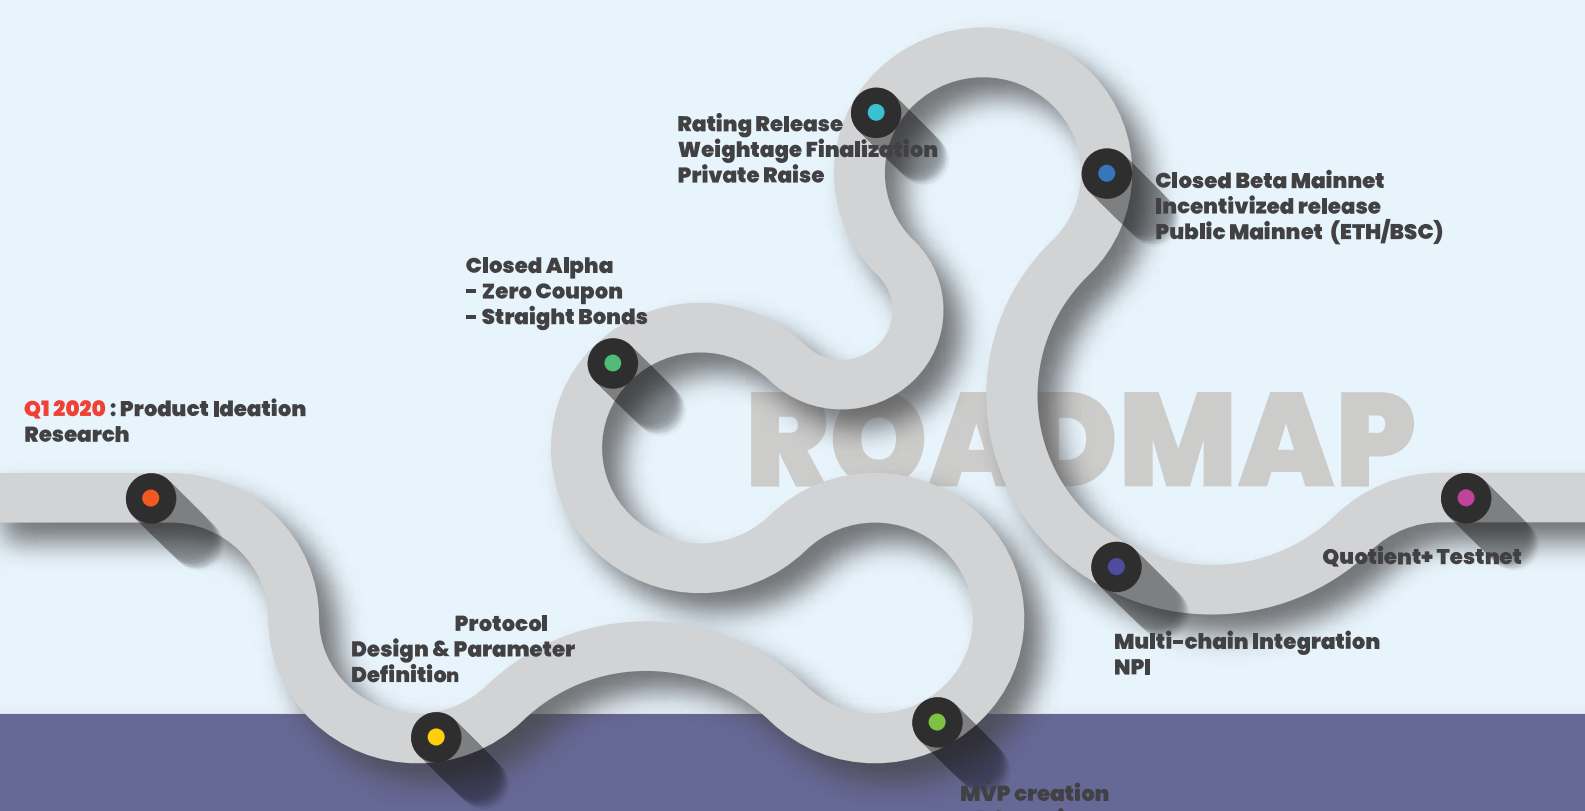 Rating Release
Weightage Finalization
Private Raise
Closed Beta Mainnet
Incentivized release
Public Mainnet (ETH/BSC)
Closed Alpha
- Zero Coupon
- Straight Bonds
Q1 2020 : Product Ideation
Research
ROADMAP
Quotient+ Testnet
Protocol
Design & Parameter
Definition
Multi-chain Integration
NPI
MVP creation